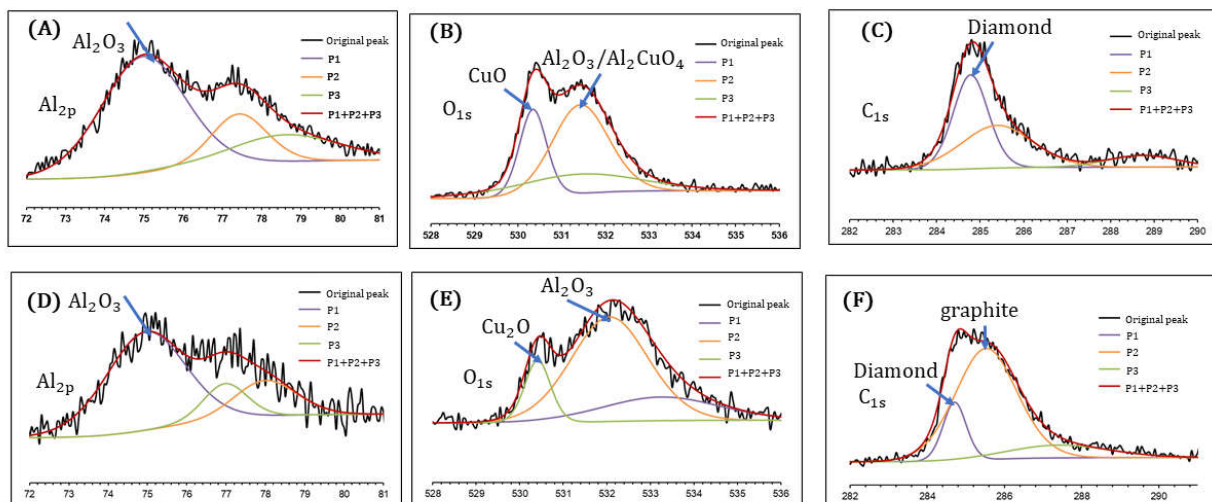 (A)
Al₂O₃
Al₂ₚ
Original peak
P1
P2
P3
P1+P2+P3
72 73 74 75 76 77 78 79 80 81
(B)
CuO
Al₂O₃/Al₂CuO₄
O₁ₛ
Original peak
P1
P2
P3
P1+P2+P3
528 529 530 531 532 533 534 535 536
(C)
Diamond
C₁ₛ
Original peak
P1
P2
P3
P1+P2+P3
282 283 284 285 286 287 288 289 290
(D)
Al₂O₃
Al₂ₚ
Original peak
P1
P2
P3
P1+P2+P3
72 73 74 75 76 77 78 79 80 81
(E)
Al₂O₃
Cu₂O
O₁ₛ
Original peak
P1
P2
P3
P1+P2+P3
528 529 530 531 532 533 534 535 536
(F)
graphite
Diamond
C₁ₛ
Original peak
P1
P2
P3
P1+P2+P3
282 284 286 288 290